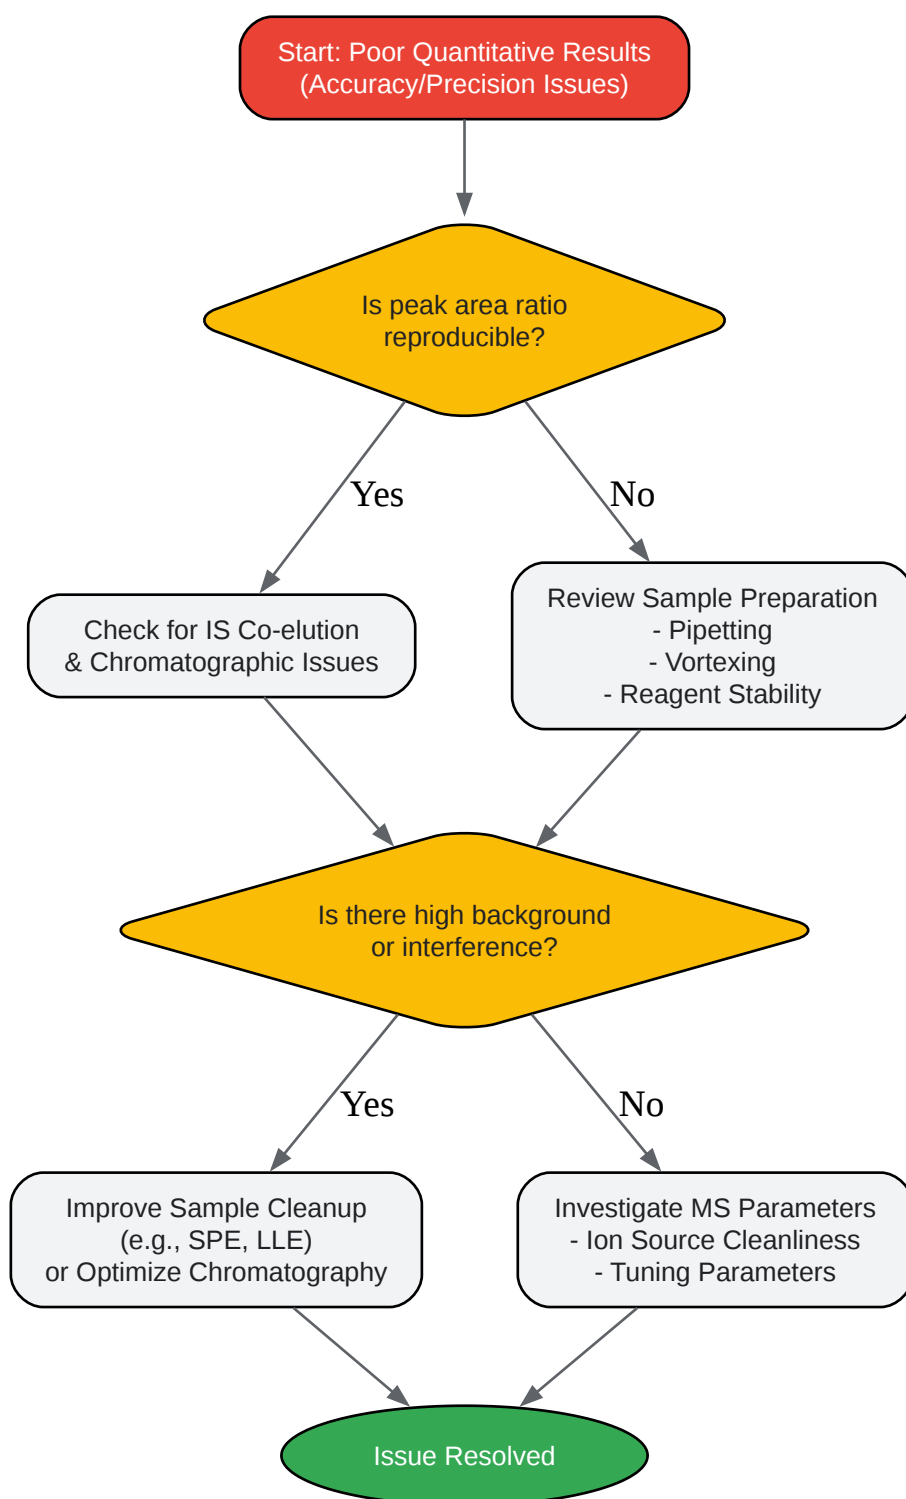 Start: Poor Quantitative Results
(Accuracy/Precision Issues)
Is peak area ratio
reproducible?
Yes
No
Check for IS Co-elution
& Chromatographic Issues
Review Sample Preparation
- Pipetting
- Vortexing
- Reagent Stability
Is there high background
or interference?
Yes
No
Improve Sample Cleanup
(e.g., SPE, LLE)
or Optimize Chromatography
Investigate MS Parameters
- Ion Source Cleanliness
- Tuning Parameters
Issue Resolved